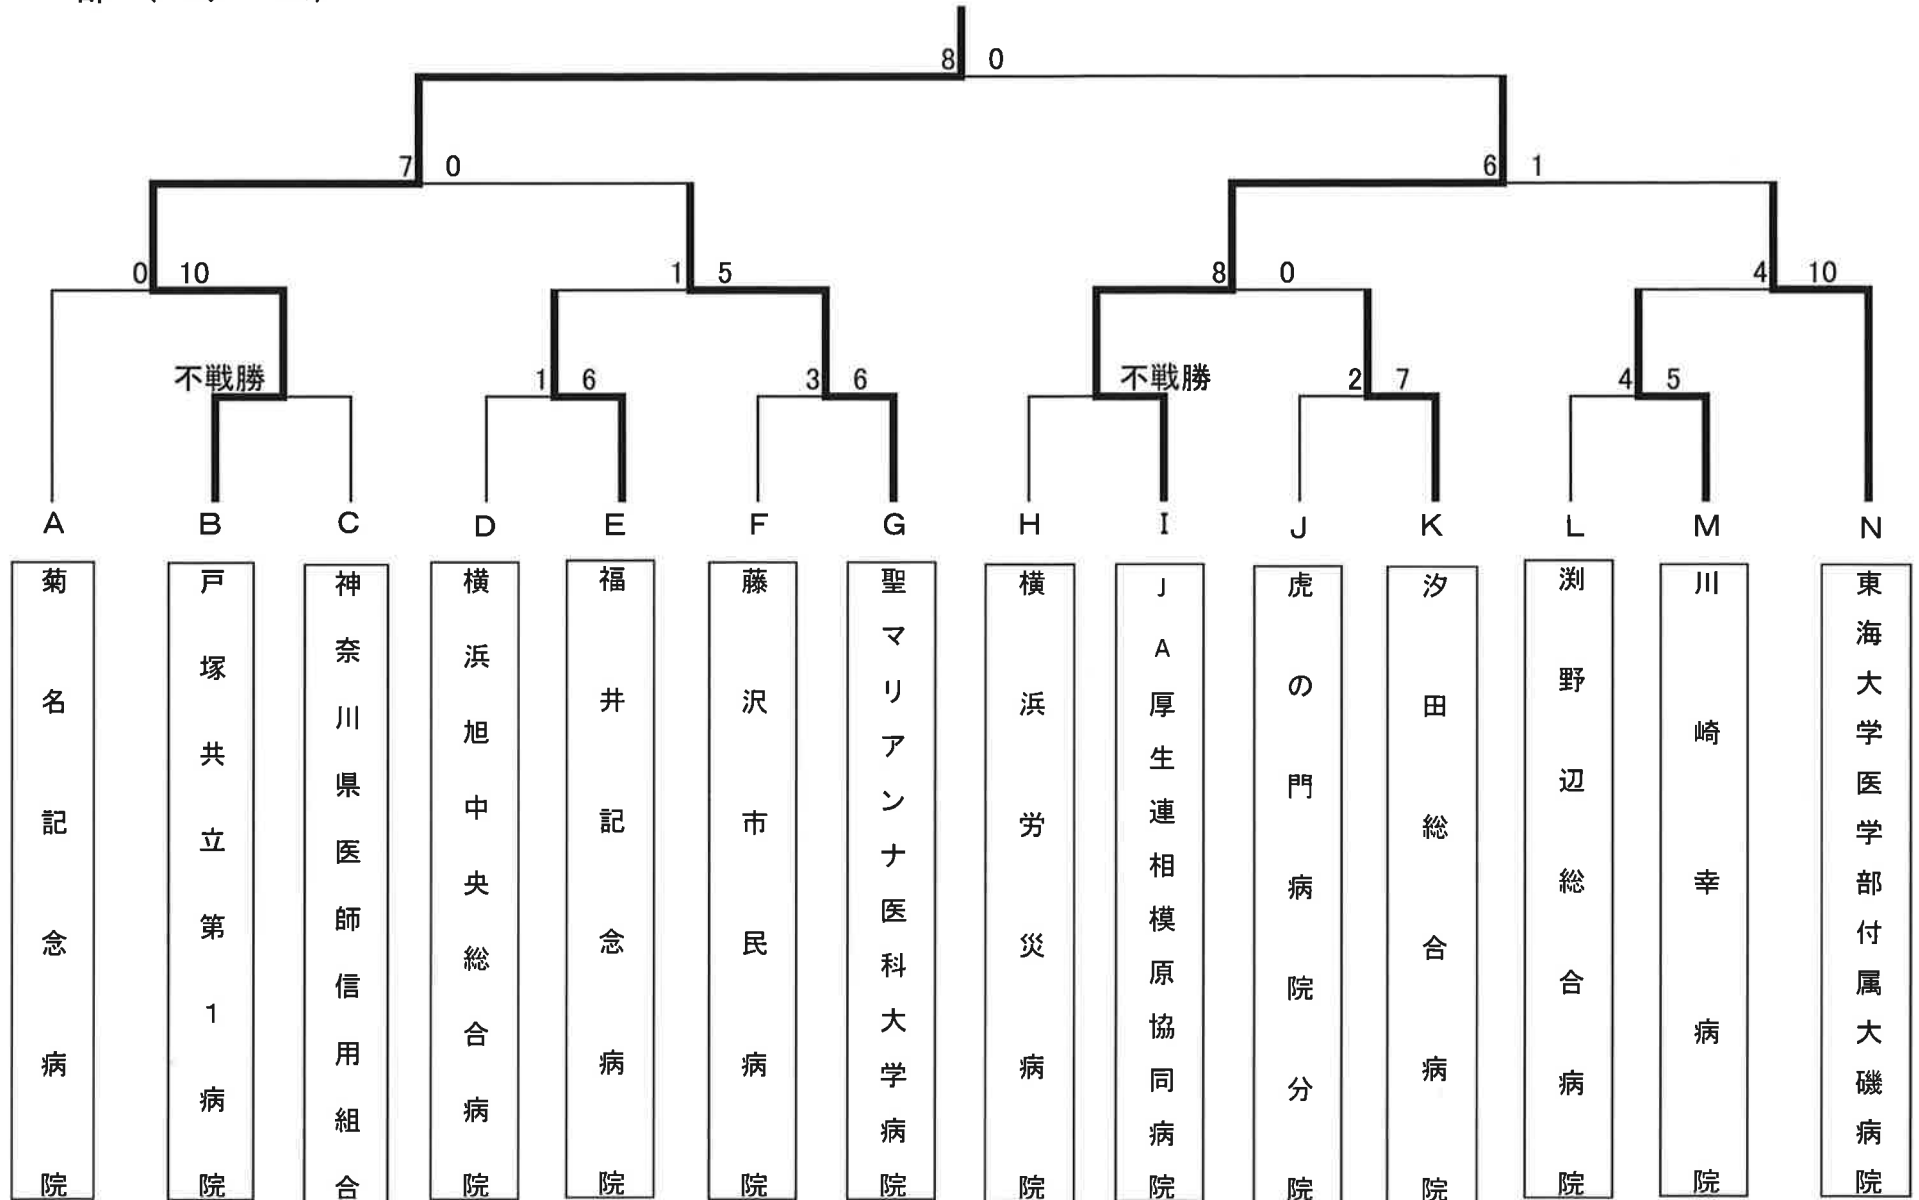 8 0
7 0
6 1
0 10
1 5
8 0
4 10
不戦勝
1 6
3 6
不戦勝
2 7
4 5
A B C D E F G H I J K L M N
菊名記念病院
戸塚共立第1病院
神奈川県医師信用組合
横浜旭中央総合病院
福井記念病院
藤沢市民病院
聖マリアンナ医科大学病院
横浜労災病院
JA厚生連相模原協同病院
虎の門病院分院
汐田総合病院
渕野辺総合病院
川崎幸病院
東海大学医学部付属大磯病院